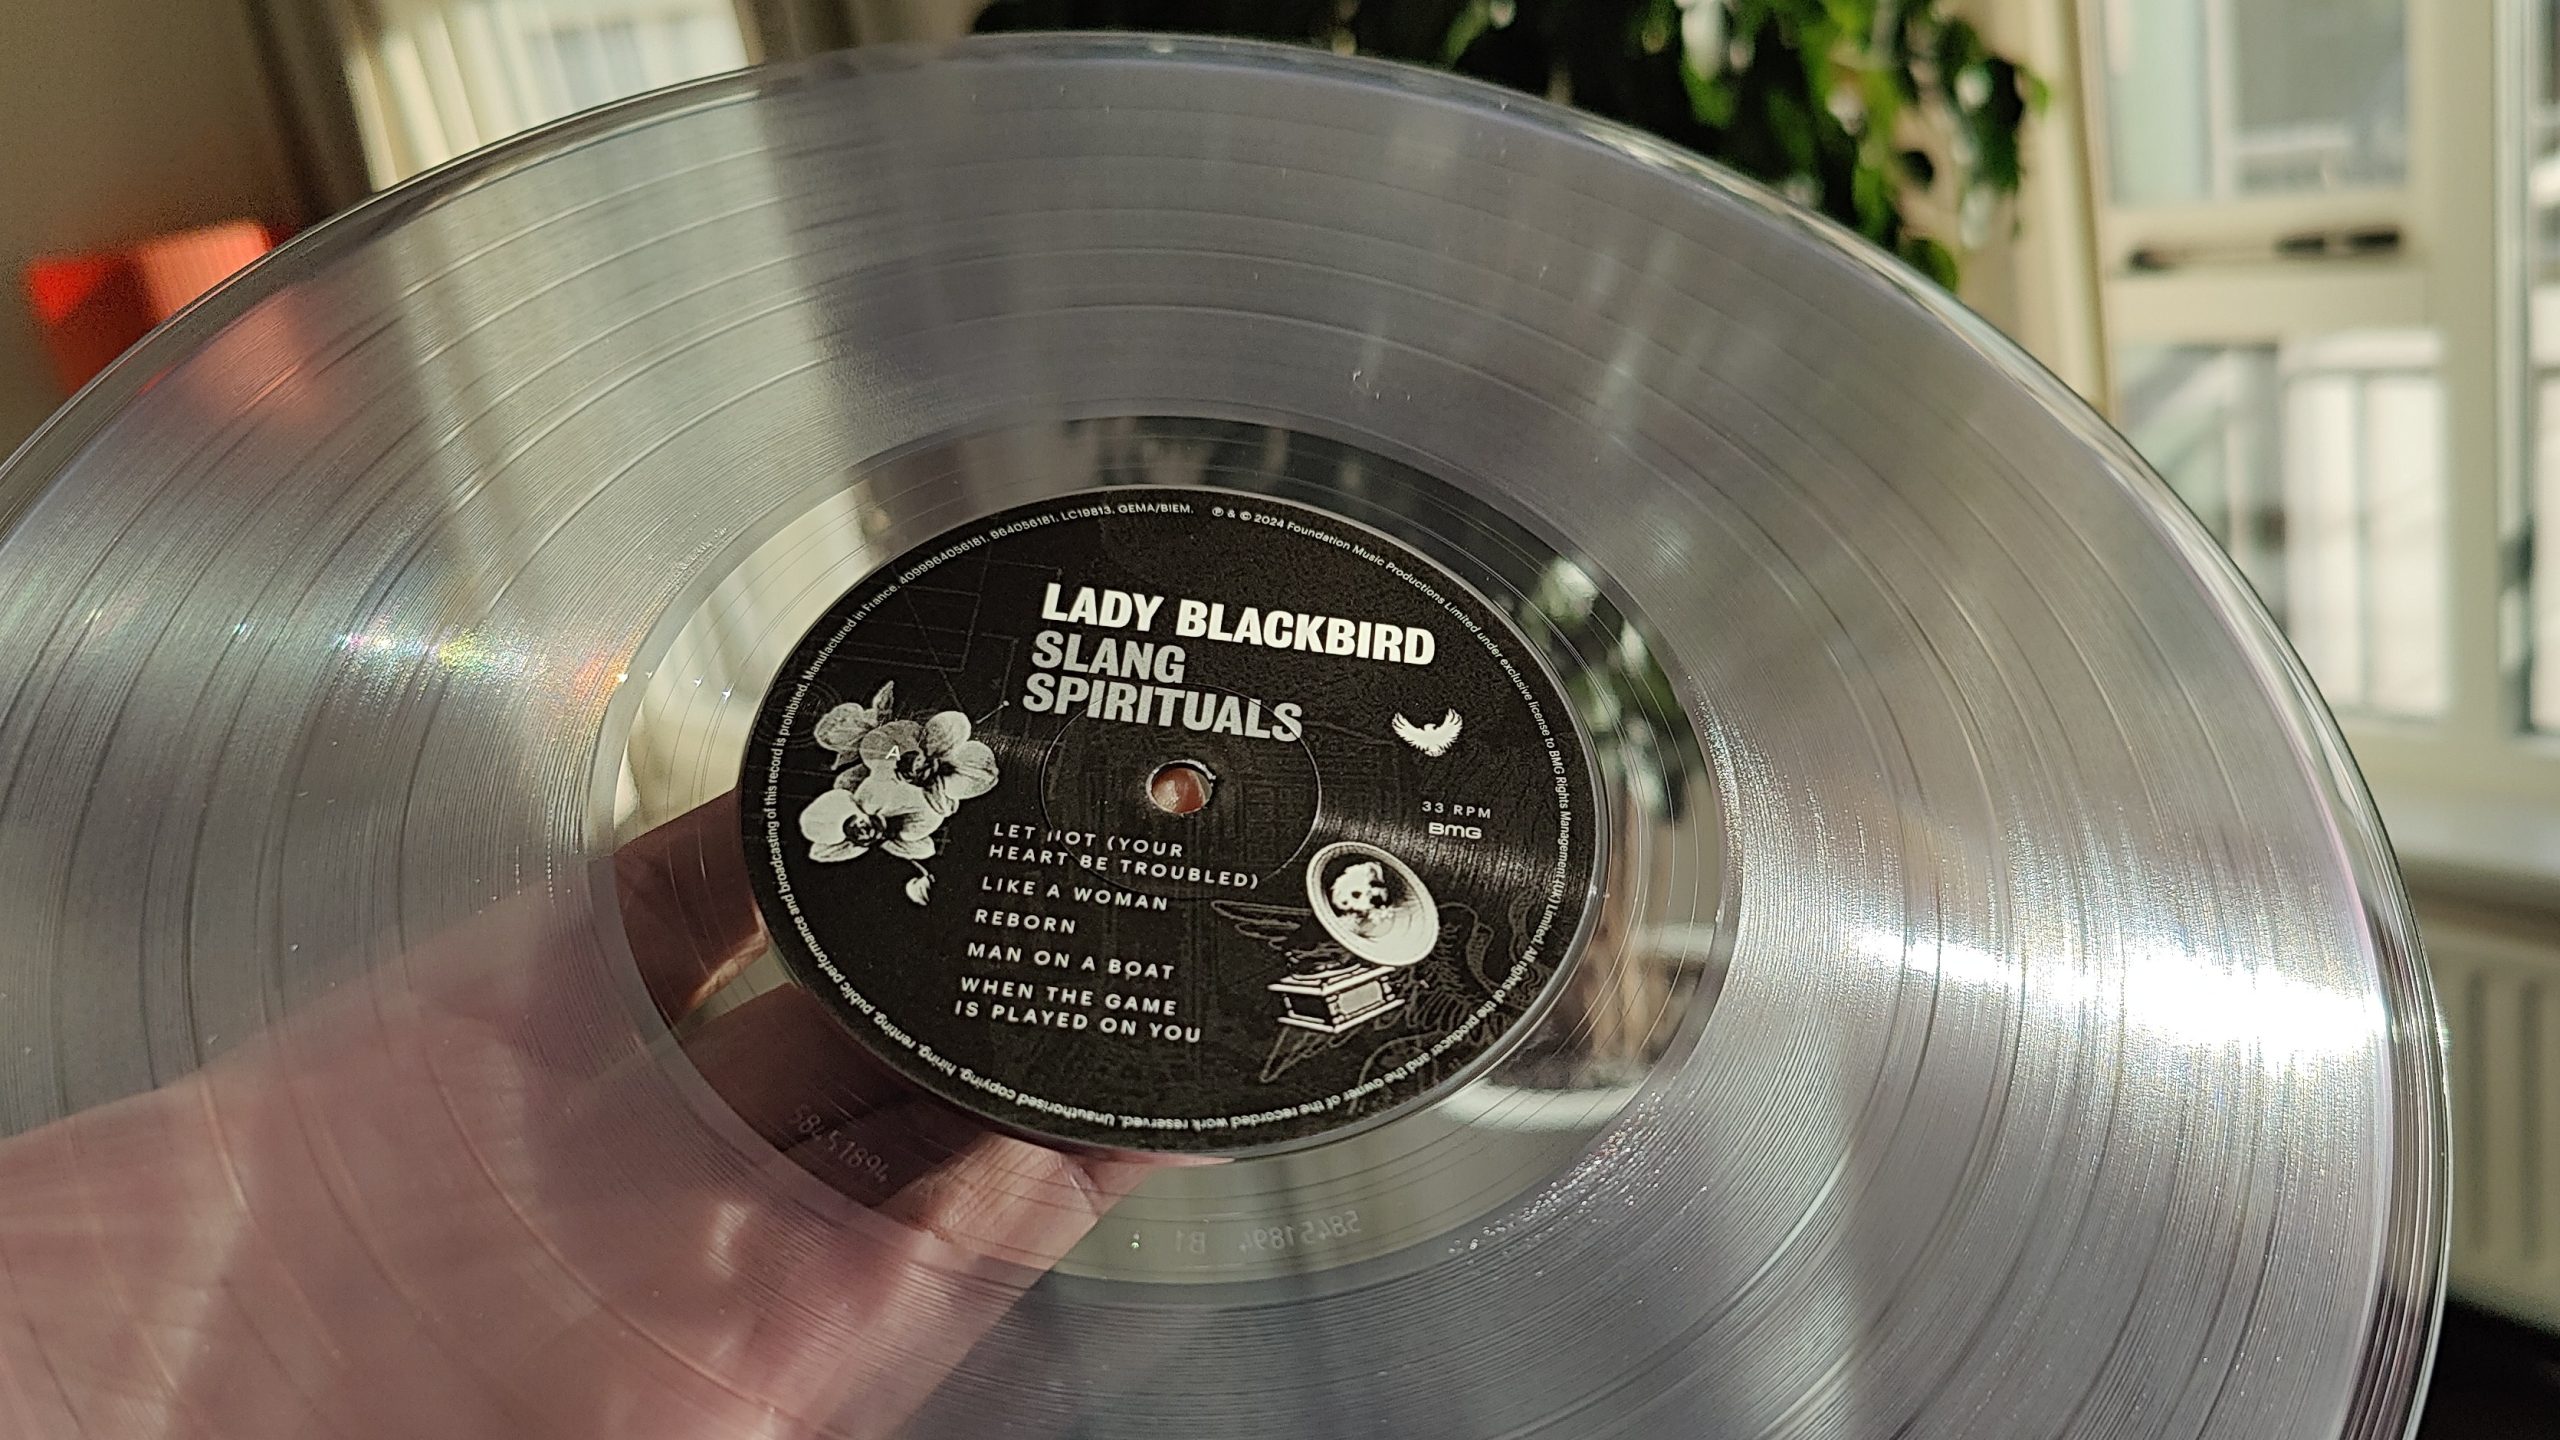 LADY BLACKBIRD
SLANG
SPIRITUALS
A
33 RPM
BMG
LET NOT (YOUR
HEART BE TROUBLED)
LIKE A WOMAN
REBORN
MAN ON A BOAT
WHEN THE GAME
IS PLAYED ON YOU
℗ & © 2024 Foundation Music Productions Limited under exclusive license to BMG Rights Management (UK) Limited. All rights of the producer and the owner of the recorded work reserved. Unauthorised copying, hiring, renting, public performance and broadcasting of this record is prohibited. Manufactured in France. 4099964056181. 964056181. LC19813. GEMA/BIEM.
58451894
58451894 B1